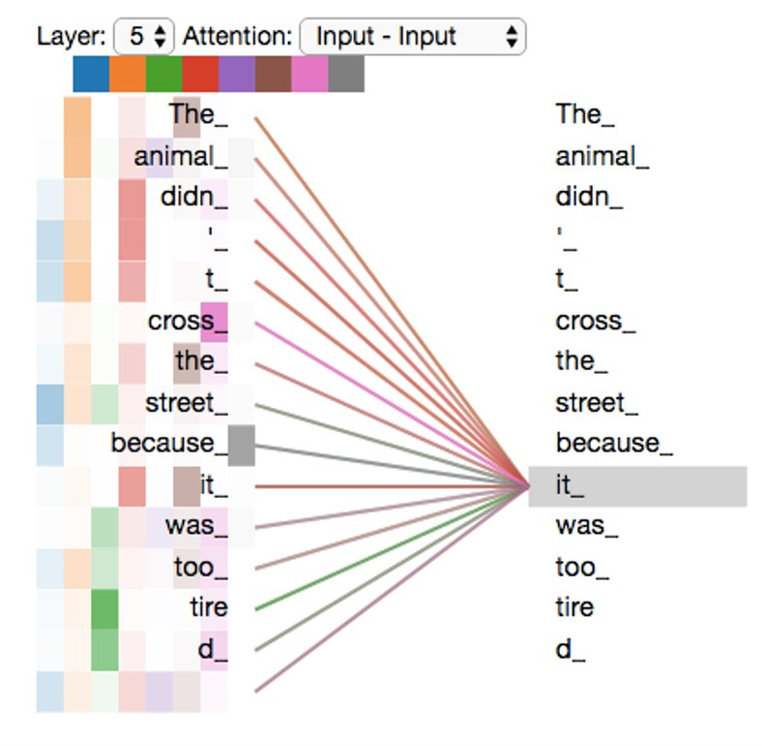 Layer: 5 Attention: Input - Input
The_ The_
animal_ animal_
didn_ didn_
'_ '_
t_ t_
cross_ cross_
the_ the_
street_ street_
because_ because_
it_ it_
was_ was_
too_ too_
tire tire
d_ d_